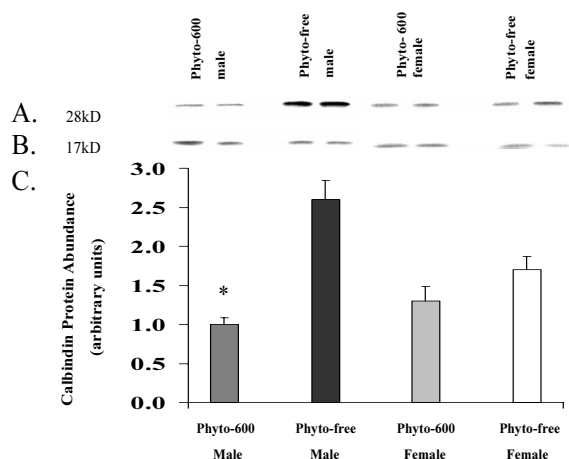 Phyto-600
male
Phyto-free
male
Phyto- 600
female
Phyto-free
female
A. 28kD
B. 17kD
C.
Calbindin Protein Abundance
(arbitrary units)
3.0
2.5
2.0
1.5
1.0
0.5
0.0
*
Phyto-600 Phyto-free Phyto-600 Phyto-free
Male Male Female Female